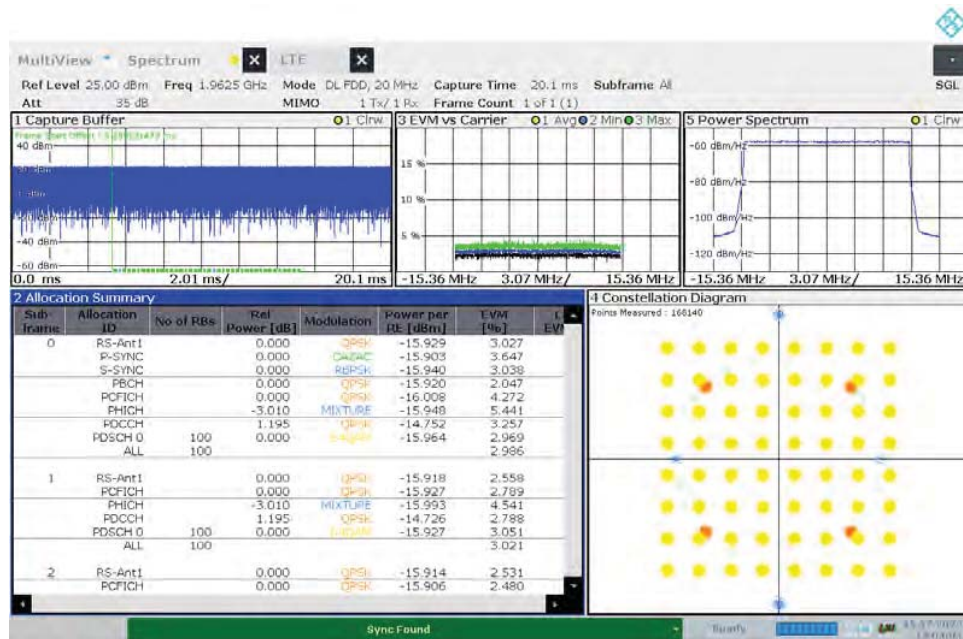 MultiView Spectrum X LTE X
Ref Level 25.00 dBm Freq 1.9625 GHz Mode DL FDD, 20 MHz Capture Time 20.1 ms Subframe All
SGL
Att 35 dB MIMO 1 Tx/ 1 Rx Frame Count 1 of 1 (1)
1 Capture Buffer 1 Clrw
Frame Start Offset :
40 dBm
-40 dBm
-60 dBm
0.0 ms 2.01 ms/ 20.1 ms
3 EVM vs Carrier 1 Avg 2 Min 3 Max
15 %
10 %
5 %
-15.36 MHz 3.07 MHz/ 15.36 MHz
5 Power Spectrum 1 Clrw
-60 dBm/Hz
-80 dBm/Hz
-100 dBm/Hz
-120 dBm/Hz
-15.36 MHz 3.07 MHz/ 15.36 MHz
2 Allocation Summary
Sub-frame Allocation ID No of RBs Rel Power [dB] Modulation Power per RE [dBm] EVM [%]
0 RS-Ant1 0.000 QPSK -15.929 3.027
P-SYNC 0.000 CAZAC -15.903 3.647
S-SYNC 0.000 RBPSK -15.940 3.038
PBCH 0.000 QPSK -15.920 2.047
PCFICH 0.000 QPSK -16.008 4.272
PHICH -3.010 MIXTURE -15.948 5.441
PDCCH 1.195 QPSK -14.752 3.257
PDSCH 0 100 0.000 64QAM -15.964 2.969
ALL 100 2.986
1 RS-Ant1 0.000 QPSK -15.918 2.558
PCFICH 0.000 QPSK -15.927 2.789
PHICH -3.010 MIXTURE -15.993 4.541
PDCCH 1.195 QPSK -14.726 2.788
PDSCH 0 100 0.000 64QAM -15.927 3.051
ALL 100 3.021
2 RS-Ant1 0.000 QPSK -15.914 2.531
PCFICH 0.000 QPSK -15.906 2.480
4 Constellation Diagram
Points Measured : 168140
Sync Found
Ready